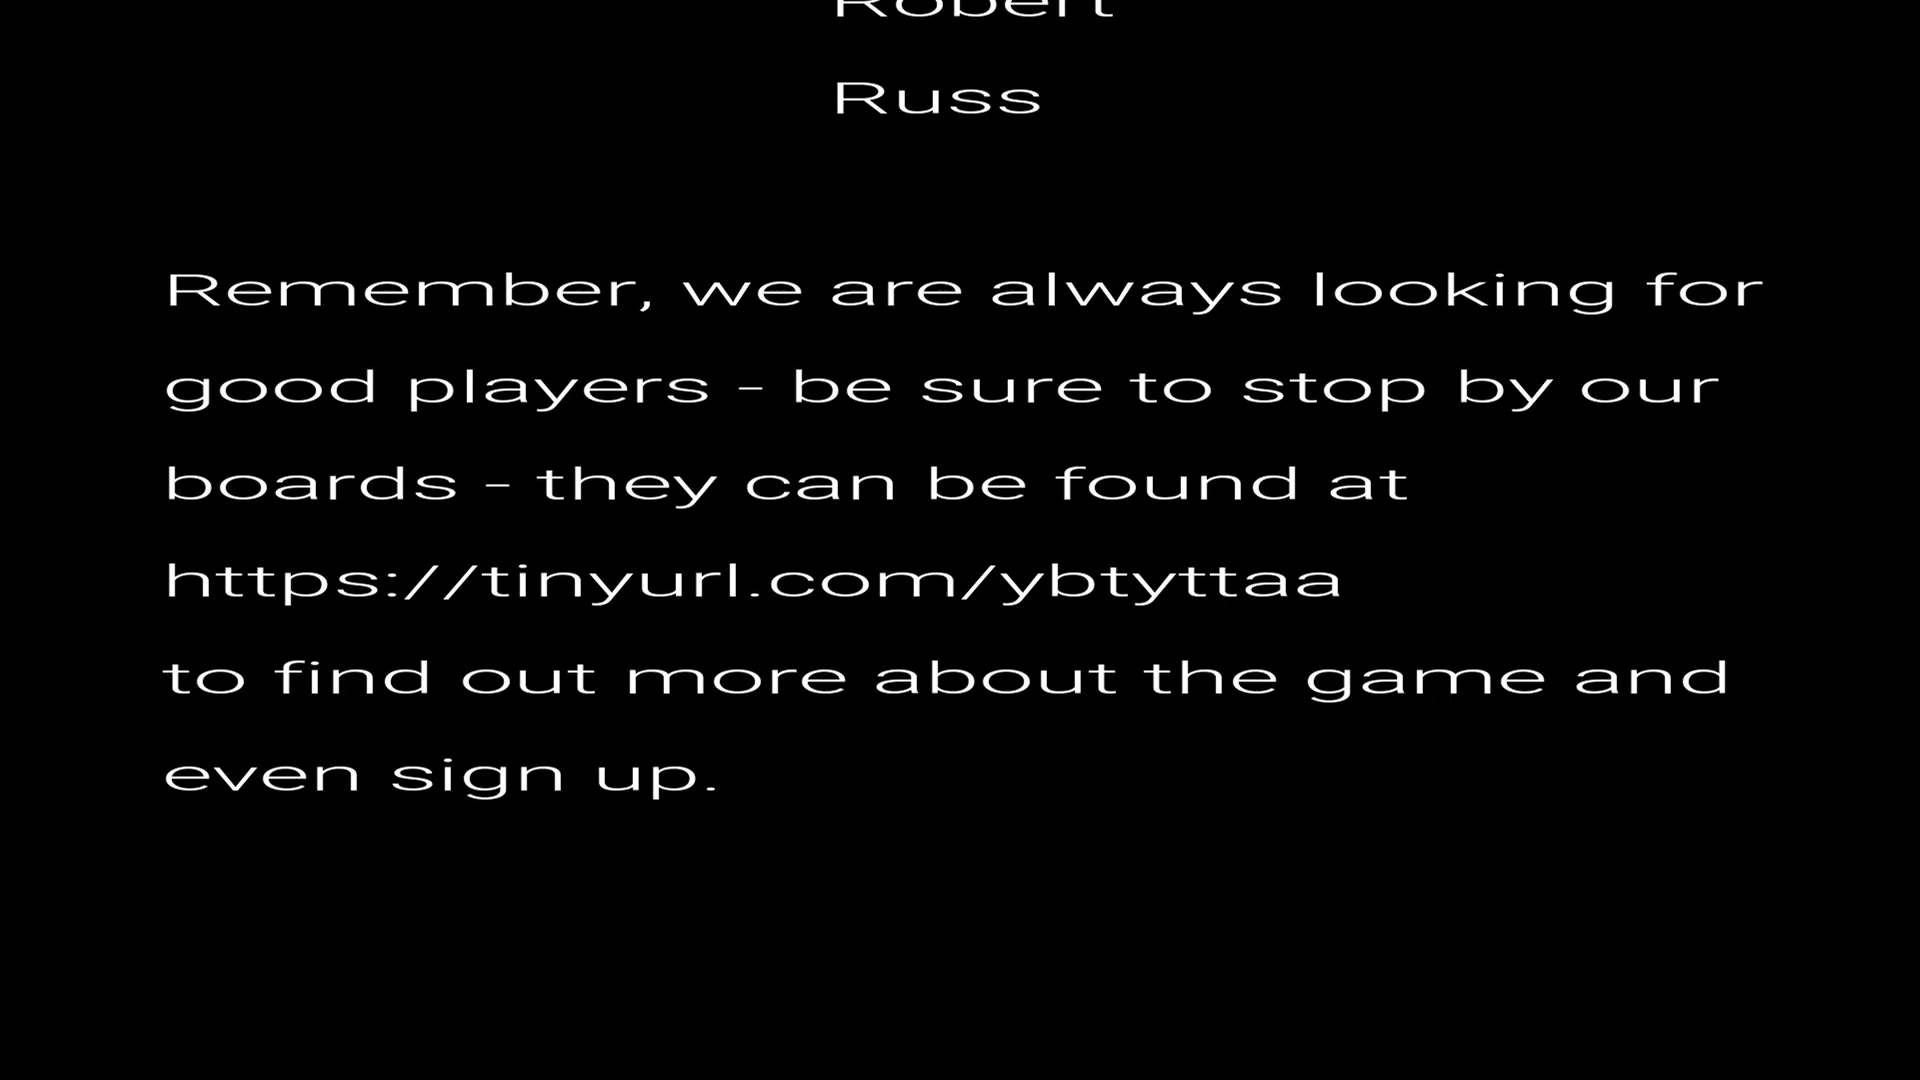 Robert
Russ
Remember, we are always looking for
good players - be sure to stop by our
boards - they can be found at
https://tinyurl.com/ybtyttaa
to find out more about the game and
even sign up.